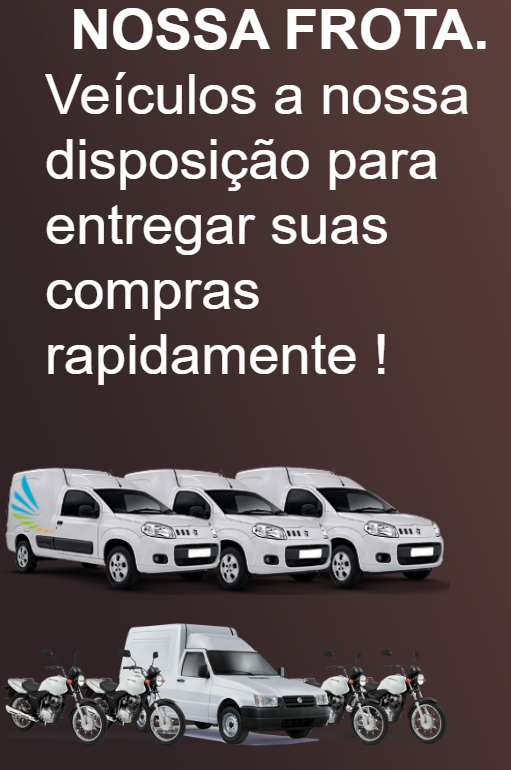 NOSSA FROTA.
Veículos a nossa
disposição para
entregar suas
compras
rapidamente !